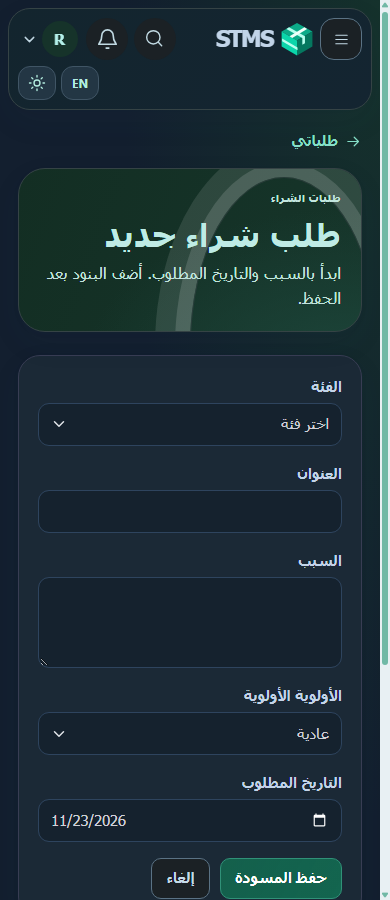 STMS
R
EN
طلباتي
طلبات الشراء
طلب شراء جديد
ابدأ بالسبب والتاريخ المطلوب. أضف البنود بعد
الحفظ.
الفئة
اختر فئة
العنوان
السبب
الأولوية الأولوية
عادية
التاريخ المطلوب
11/23/2026
حفظ المسودة
إلغاء